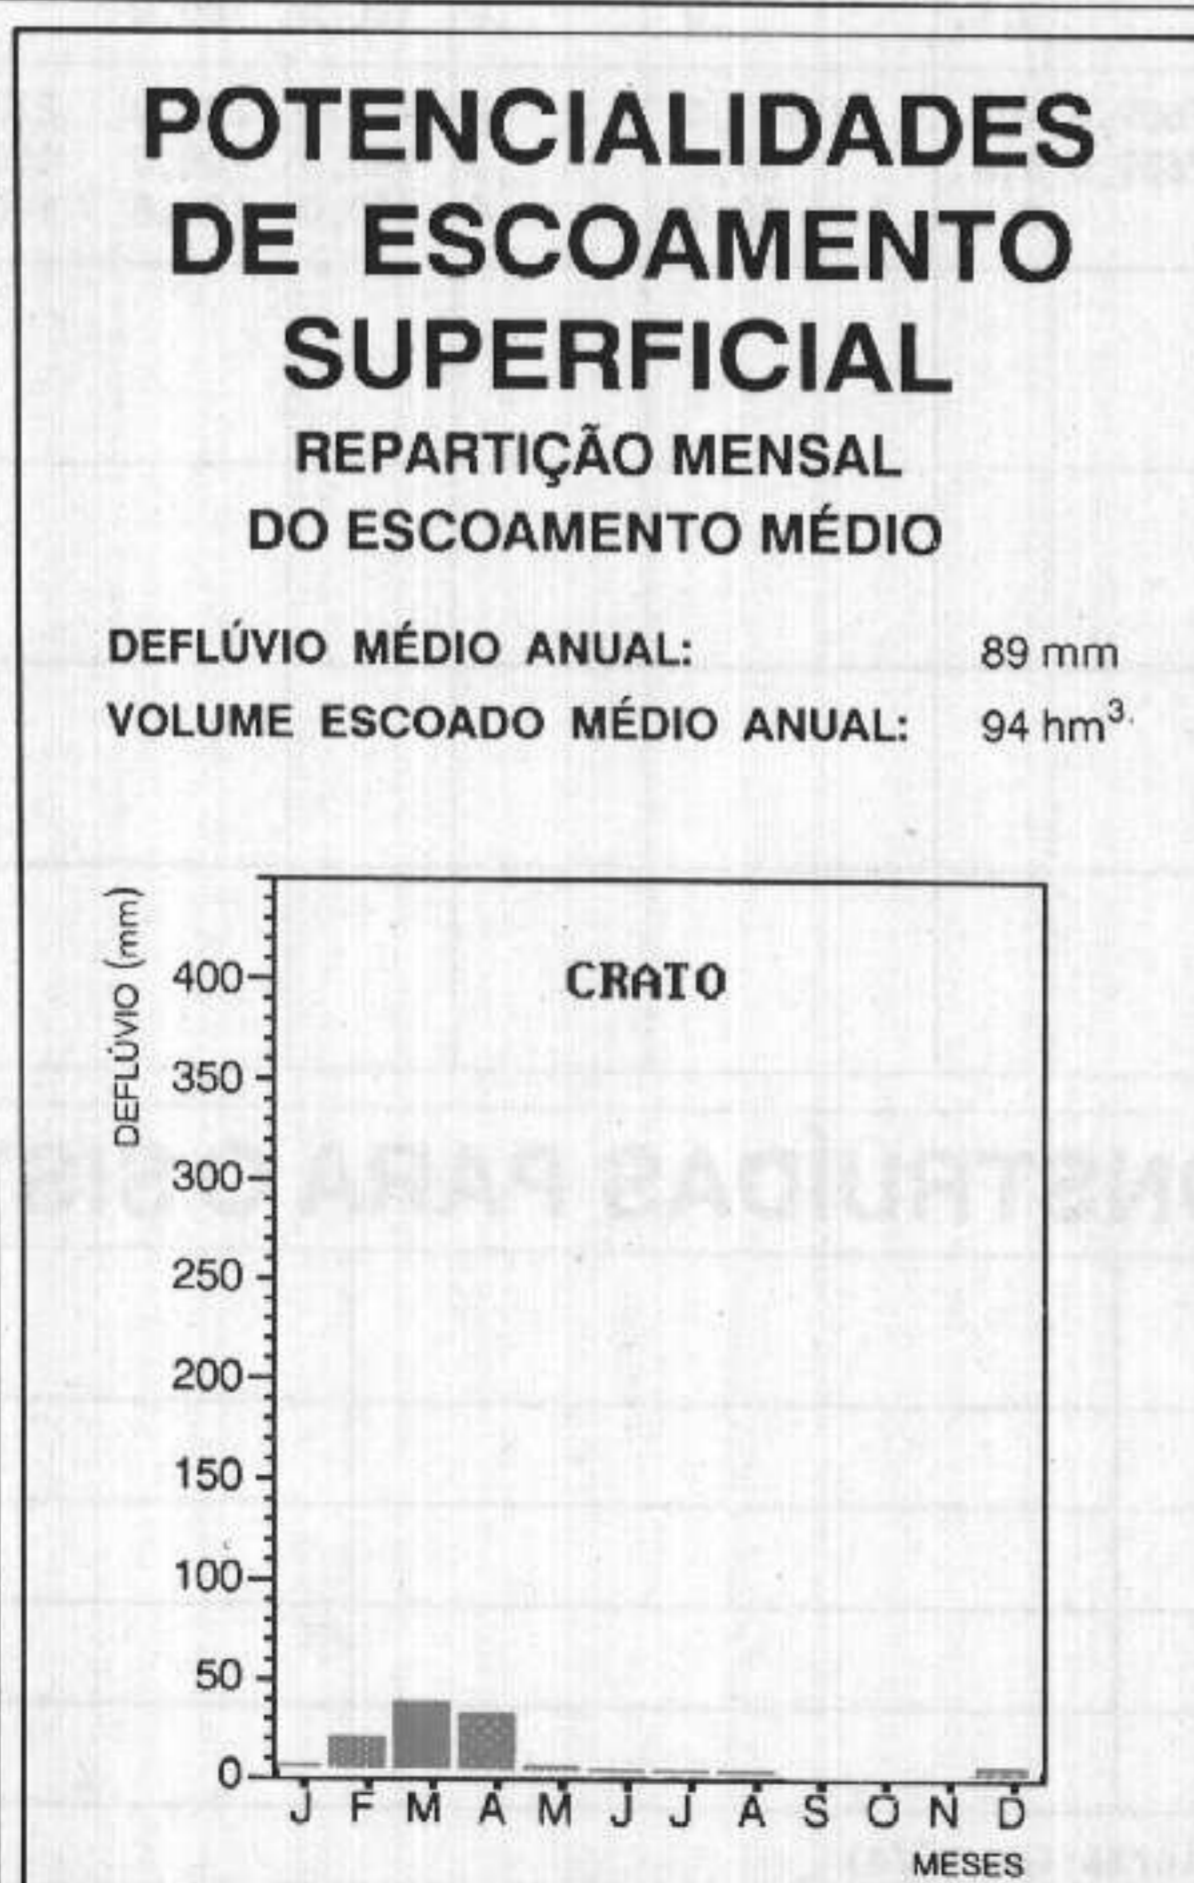 POTENCIALIDADES
DE ESCOAMENTO
SUPERFICIAL
REPARTIÇÃO MENSAL
DO ESCOAMENTO MÉDIO
DEFLÚVIO MÉDIO ANUAL: 89 mm
VOLUME ESCOADO MÉDIO ANUAL: 94 hm³
DEFLÚVIO (mm)
CRATO
400
350
300
250
200
150
100
50
0
J F M A M J J A S O N D
MESES